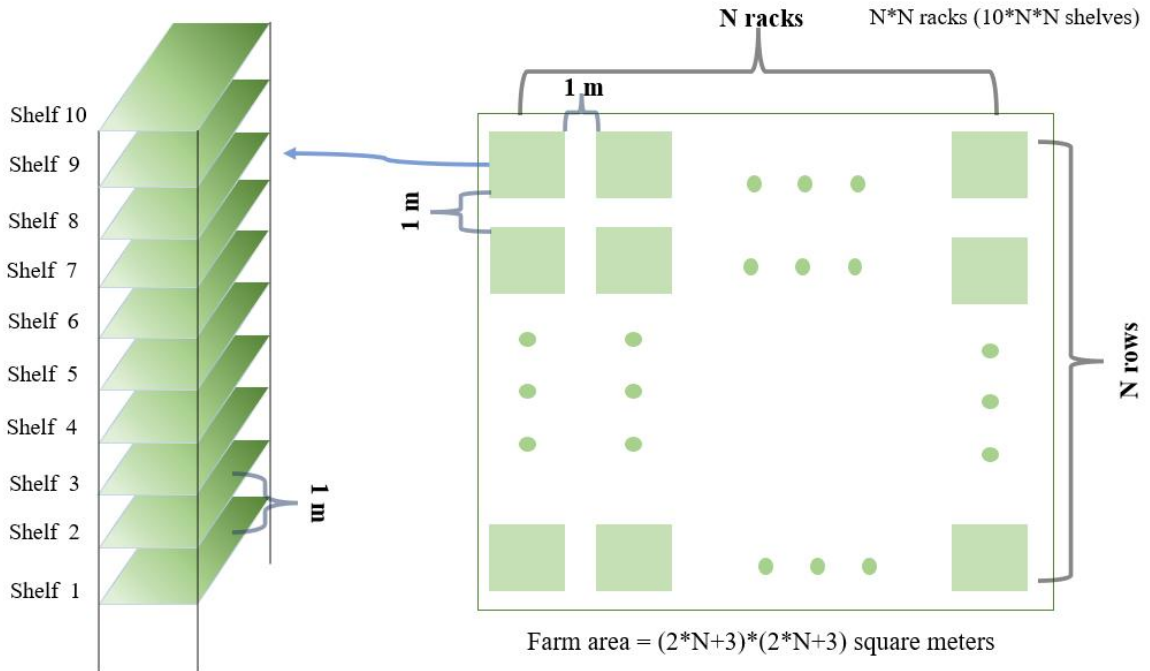 N racks
N*N racks (10*N*N shelves)
1 m
Shelf 10
Shelf 9
Shelf 8
Shelf 7
Shelf 6
Shelf 5
Shelf 4
Shelf 3
Shelf 2
Shelf 1
1 m
1 m
N rows
Farm area = (2*N+3)*(2*N+3) square meters